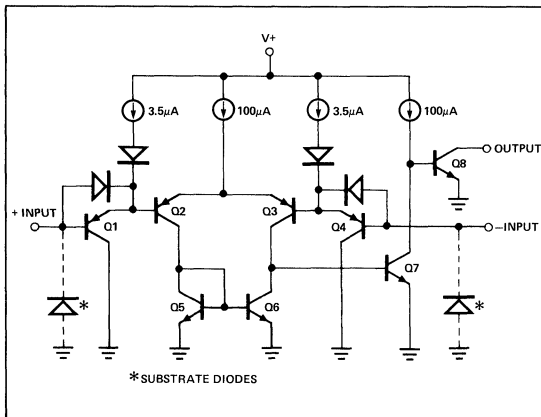 V+
3.5μA
100μA
3.5μA
100μA
Q8
OUTPUT
+ INPUT
Q1
Q2
Q3
Q4
−INPUT
Q7
*
Q5
Q6
*
*SUBSTRATE DIODES